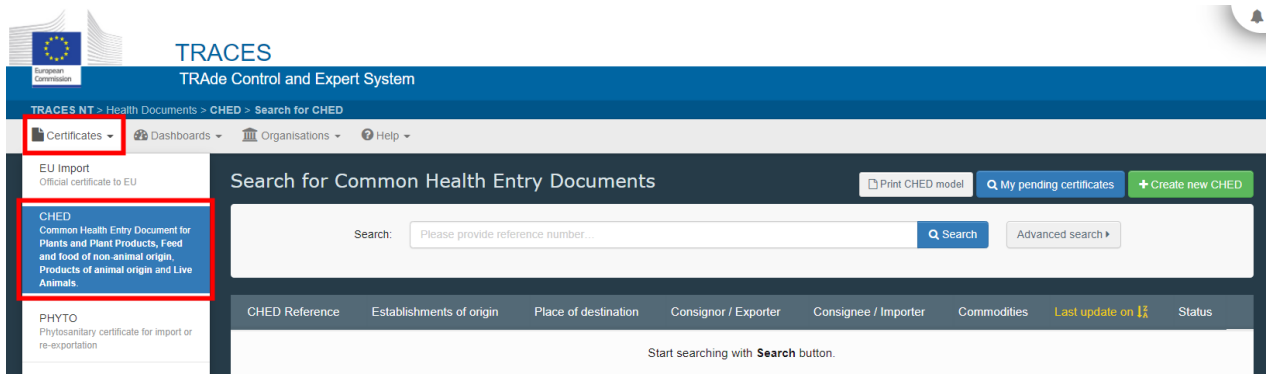 European
Commission
TRACES
TRAde Control and Expert System
TRACES NT > Health Documents > CHED > Search for CHED
Certificates
Dashboards
Organisations
Help
EU Import
Official certificate to EU
CHED
Common Health Entry Document for
Plants and Plant Products, Feed
and food of non-animal origin,
Products of animal origin and Live
Animals.
PHYTO
Phytosanitary certificate for import or
re-exportation
Search for Common Health Entry Documents
Print CHED model
My pending certificates
Create new CHED
Search:
Please provide reference number...
Search
Advanced search
CHED Reference
Establishments of origin
Place of destination
Consignor / Exporter
Consignee / Importer
Commodities
Last update on
Status
Start searching with Search button.